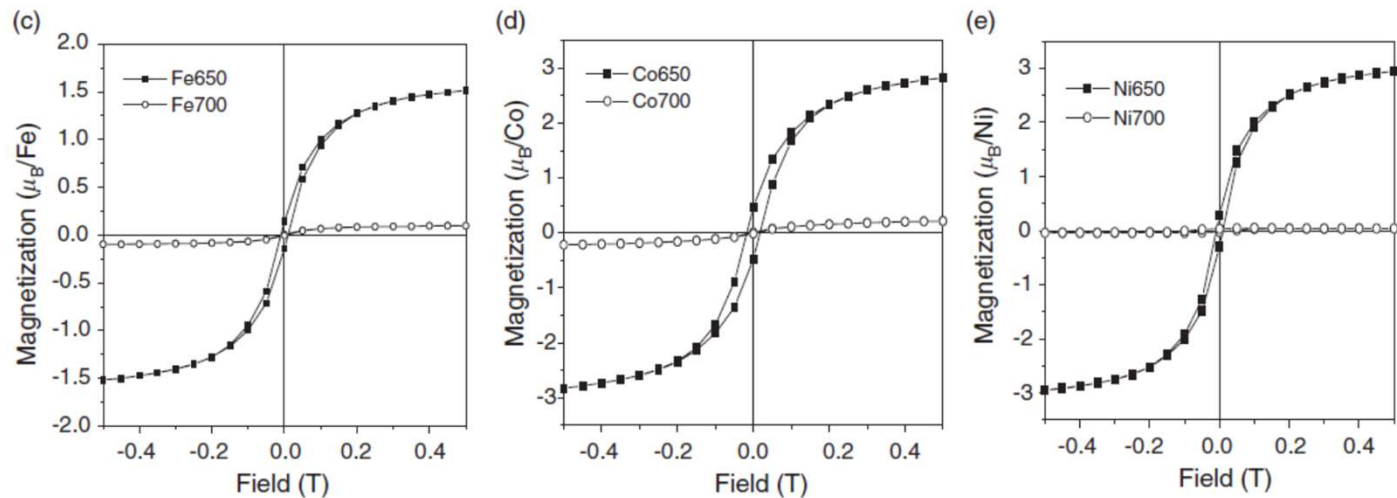 (c)
2.0
1.5
1.0
0.5
0.0
-0.5
-1.0
-1.5
-2.0
Magnetization (μB/Fe)
Fe650
Fe700
-0.4 -0.2 0.0 0.2 0.4
Field (T)
(d)
3
2
1
0
-1
-2
-3
Magnetization (μB/Co)
Co650
Co700
-0.4 -0.2 0.0 0.2 0.4
Field (T)
(e)
3
2
1
0
-1
-2
-3
Magnetization (μB/Ni)
Ni650
Ni700
-0.4 -0.2 0.0 0.2 0.4
Field (T)